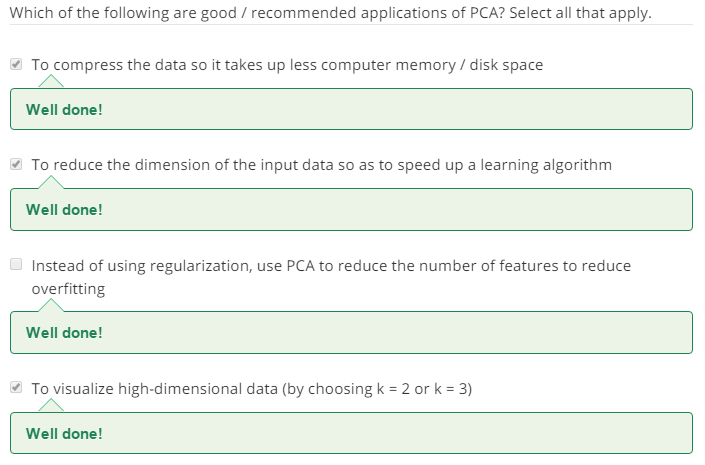 Which of the following are good / recommended applications of PCA? Select all that apply.
To compress the data so it takes up less computer memory / disk space
Well done!
To reduce the dimension of the input data so as to speed up a learning algorithm
Well done!
Instead of using regularization, use PCA to reduce the number of features to reduce
overfitting
Well done!
To visualize high-dimensional data (by choosing k = 2 or k = 3)
Well done!